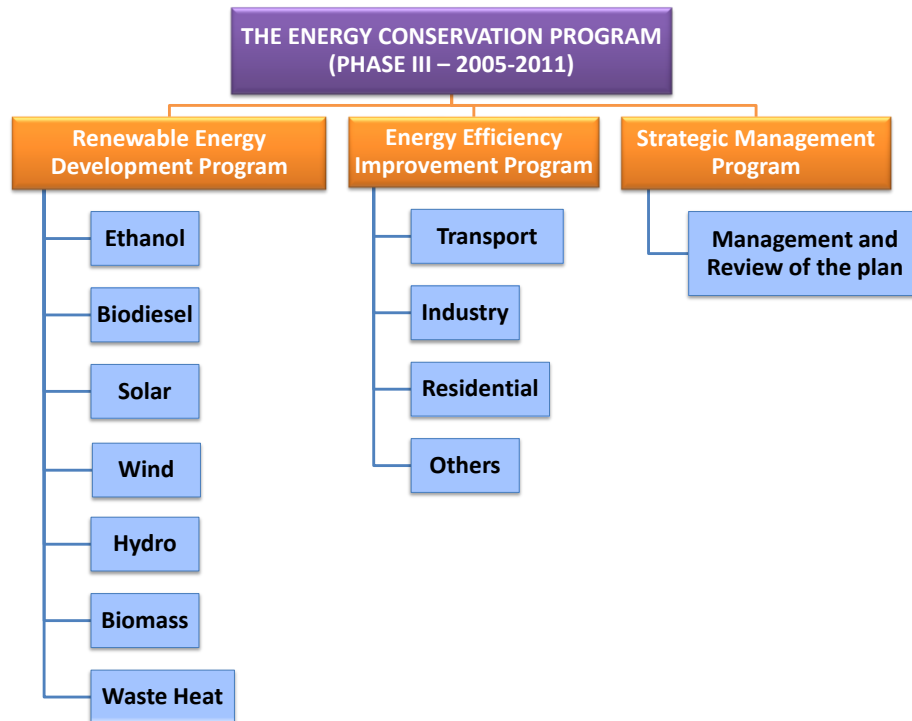 THE ENERGY CONSERVATION PROGRAM
(PHASE III – 2005-2011)
Renewable Energy
Development Program
Ethanol
Biodiesel
Solar
Wind
Hydro
Biomass
Waste Heat
Energy Efficiency
Improvement Program
Transport
Industry
Residential
Others
Strategic Management
Program
Management and
Review of the plan